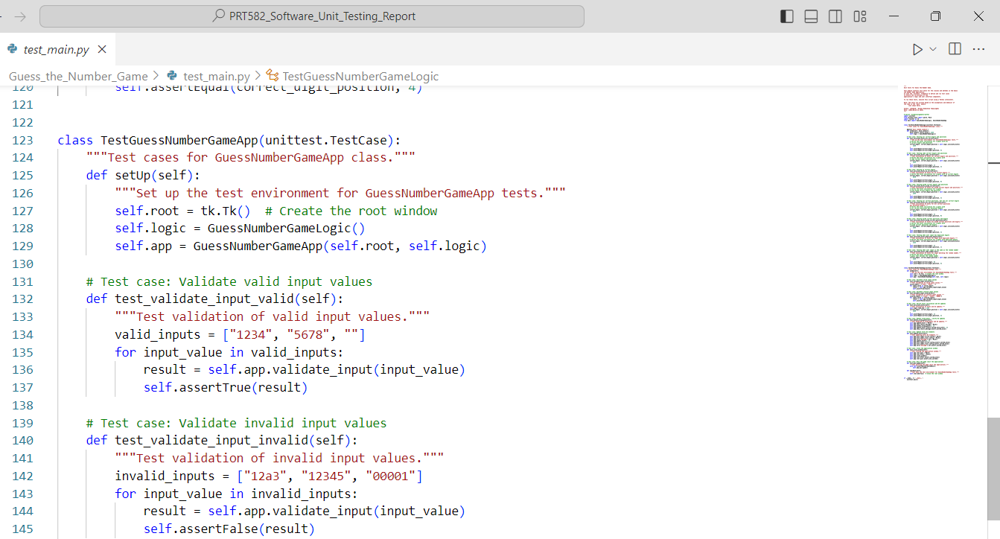 PRT582_Software_Unit_Testing_Report
test_main.py
Guess_the_Number_Game > test_main.py > TestGuessNumberGameLogic
120 self.assertEqual(correct_digit_position, 4)
121
122
123 class TestGuessNumberGameApp(unittest.TestCase):
124 """Test cases for GuessNumberGameApp class."""
125 def setUp(self):
126 """Set up the test environment for GuessNumberGameApp tests."""
127 self.root = tk.Tk()  # Create the root window
128 self.logic = GuessNumberGameLogic()
129 self.app = GuessNumberGameApp(self.root, self.logic)
130
131 # Test case: Validate valid input values
132 def test_validate_input_valid(self):
133 """Test validation of valid input values."""
134 valid_inputs = ["1234", "5678", ""]
135 for input_value in valid_inputs:
136 result = self.app.validate_input(input_value)
137 self.assertTrue(result)
138
139 # Test case: Validate invalid input values
140 def test_validate_input_invalid(self):
141 """Test validation of invalid input values."""
142 invalid_inputs = ["12a3", "12345", "00001"]
143 for input_value in invalid_inputs:
144 result = self.app.validate_input(input_value)
145 self.assertFalse(result)